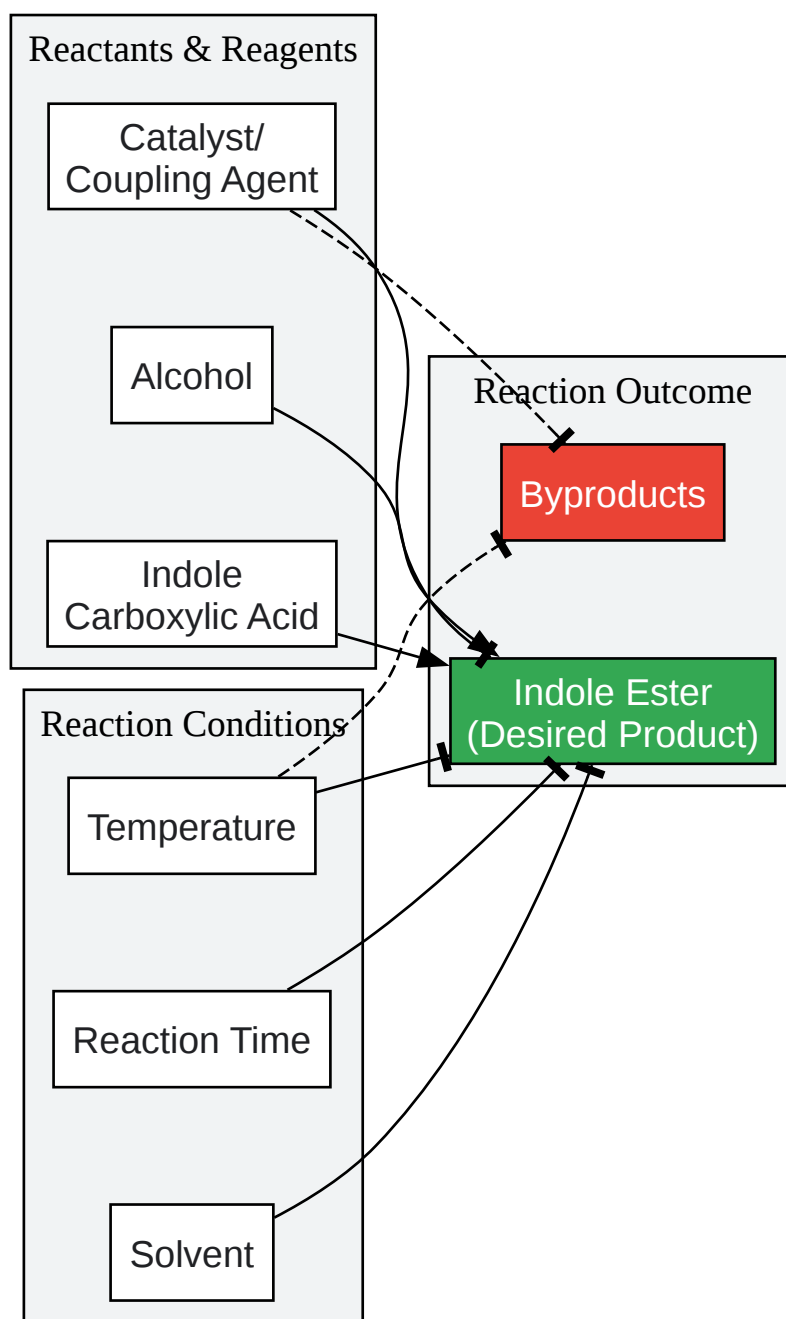 Reactants & Reagents
Catalyst/
Coupling Agent
Alcohol
Indole
Carboxylic Acid
Reaction Outcome
Byproducts
Indole Ester
(Desired Product)
Reaction Conditions
Temperature
Reaction Time
Solvent